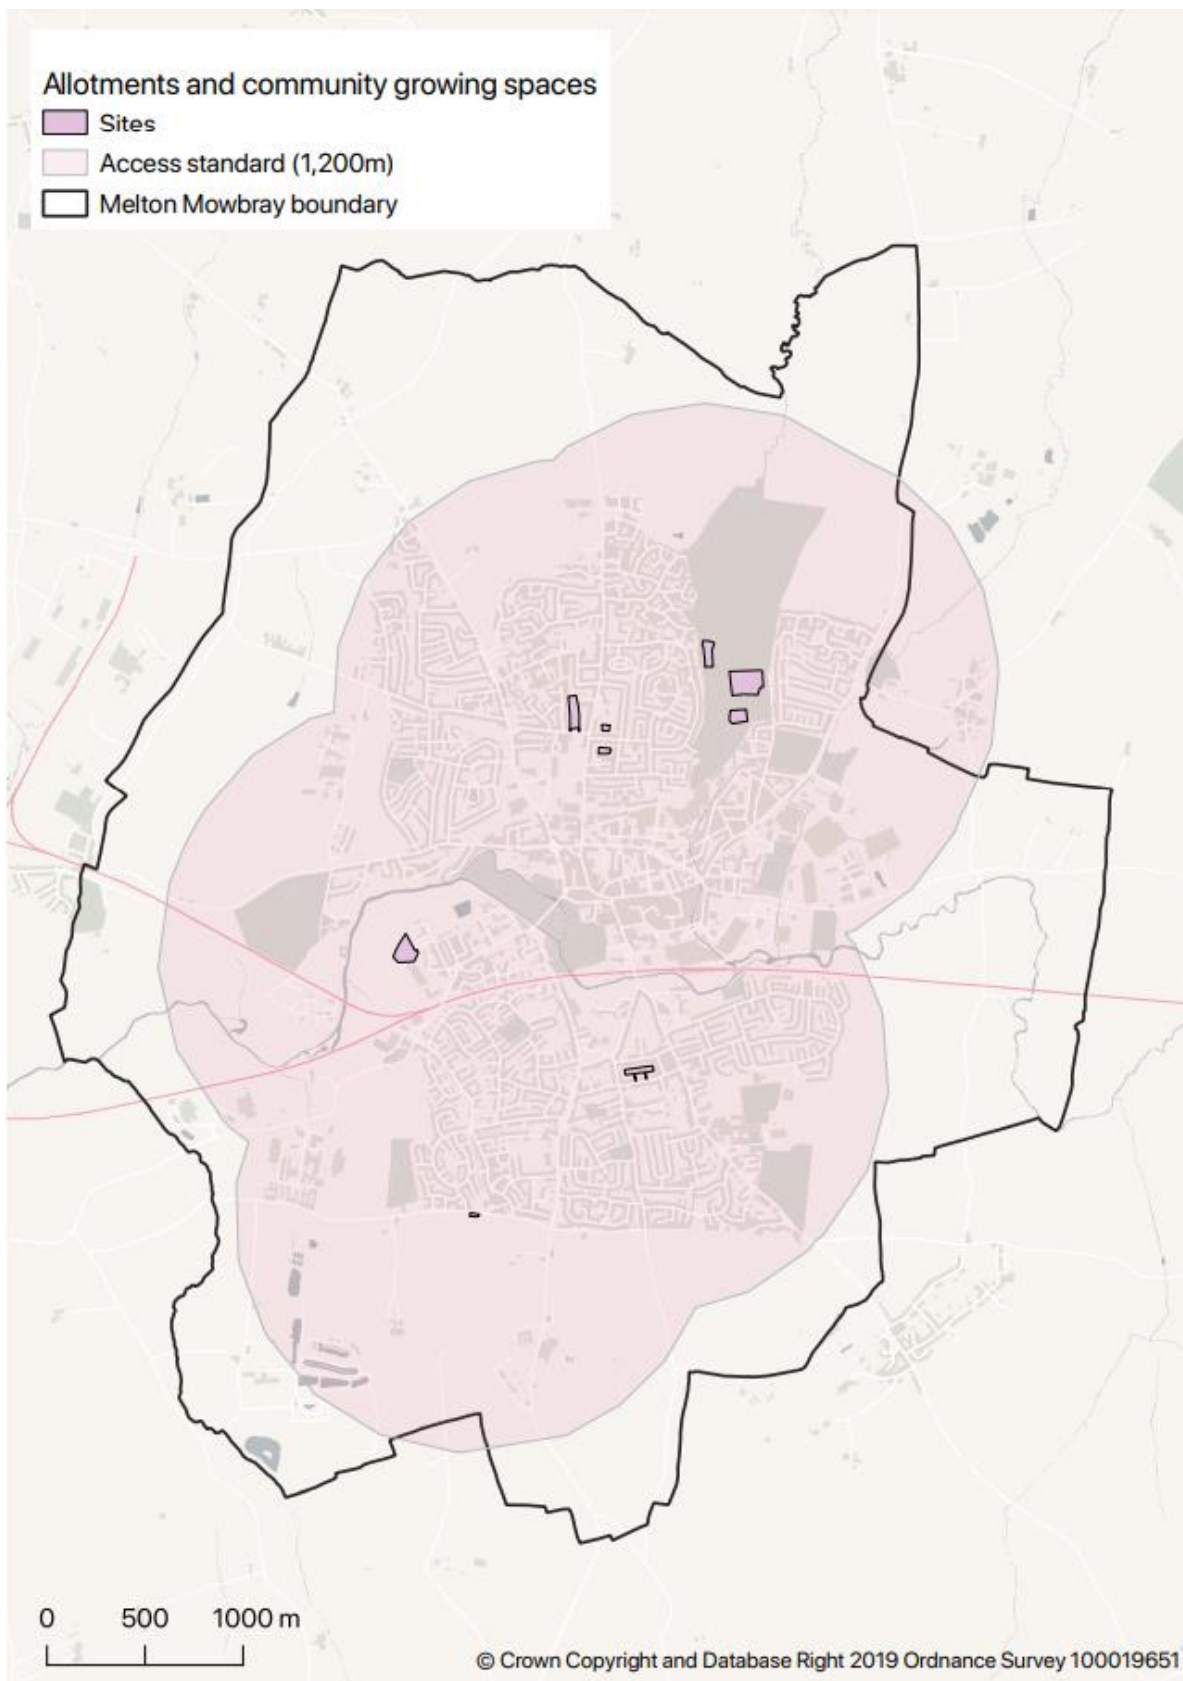 Allotments and community growing spaces
Sites
Access standard (1,200m)
Melton Mowbray boundary
0 500 1000 m
© Crown Copyright and Database Right 2019 Ordnance Survey 100019651